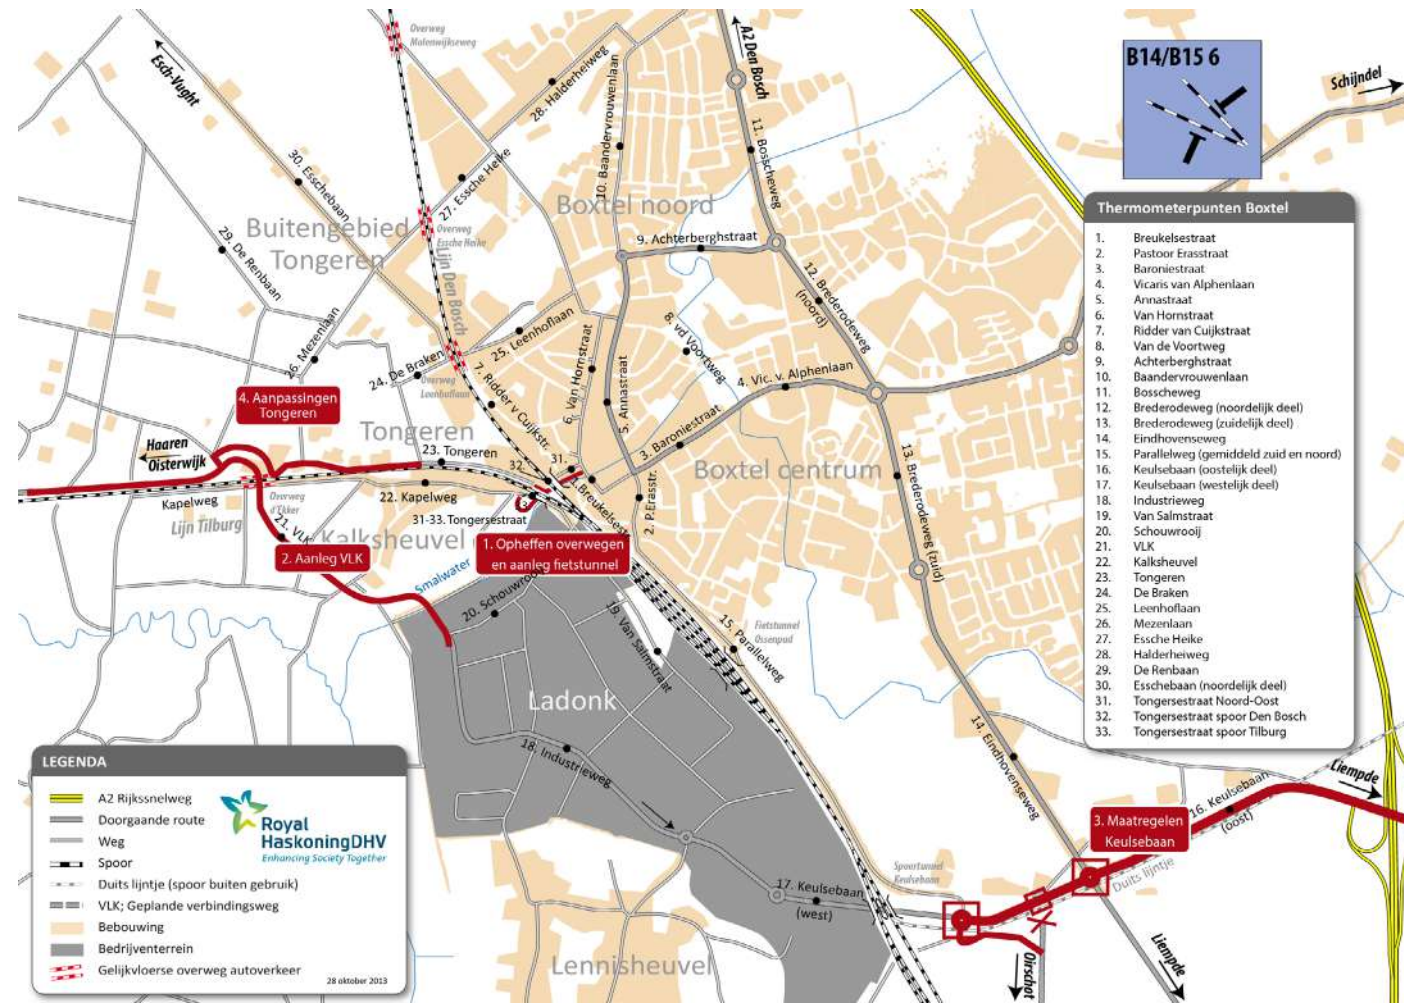 Overweg
Molenwijkseweg
Esch-Vught
28. Halderheiweg
10. Baandervrouwenlaan
A2 Den Bosch
11. Bosscheweg
B14/B15 6
Schijndel
30. Esschebaan
27. Essche Heike
Buitengebied
Tongeren
Overweg
Essche Heike
Lijn Den Bosch
29. De Renbaan
Boxtel noord
9. Achterberghstraat
12. Brederodeweg
(noord)
26. Mezenlaan
25. Leenhoflaan
24. De Braken
Overweg
Leenhoflaan
7. Ridder v Cuijkstr.
6. Van Hornstraat
5. Annastraat
8. vd Voortweg
4. Vic. v. Alphenlaan
3. Baroniestraat
Boxtel centrum
13. Brederodeweg (zuid)
4. Aanpassingen
Tongeren
Haaren
Oisterwijk
Tongeren
23. Tongeren
32.
31.
33.
Kapelweg
Overweg
d'Ekker
22. Kapelweg
Lijn Tilburg
21. VLK
31-33. Tongersestraat
2. P.Erasstr.
Kalksheuvel
2. Aanleg VLK
1. Opheffen overwegen
en aanleg fietstunnel
Smalwater
20. Schouwrooij
19. Van Salmstraat
15. Parallelweg
Fietstunnel
Ossenpad
Ladonk
18. Industrieweg
14. Eindhovenseweg
17. Keulsebaan
(west)
Spoortunnel
Keulsebaan
3. Maatregelen
Keulsebaan
16. Keulsebaan
(oost)
Duits lijntje
Liempde
Liempde
Oirschot
Lennisheuvel
Thermometerpunten Boxtel
1. Breukelsestraat
2. Pastoor Erasstraat
3. Baroniestraat
4. Vicaris van Alphenlaan
5. Annastraat
6. Van Hornstraat
7. Ridder van Cuijkstraat
8. Van de Voortweg
9. Achterberghstraat
10. Baandervrouwenlaan
11. Bosscheweg
12. Brederodeweg (noordelijk deel)
13. Brederodeweg (zuidelijk deel)
14. Eindhovenseweg
15. Parallelweg (gemiddeld zuid en noord)
16. Keulsebaan (oostelijk deel)
17. Keulsebaan (westelijk deel)
18. Industrieweg
19. Van Salmstraat
20. Schouwrooij
21. VLK
22. Kalksheuvel
23. Tongeren
24. De Braken
25. Leenhoflaan
26. Mezenlaan
27. Essche Heike
28. Halderheiweg
29. De Renbaan
30. Esschebaan (noordelijk deel)
31. Tongersestraat Noord-Oost
32. Tongersestraat spoor Den Bosch
33. Tongersestraat spoor Tilburg
LEGENDA
A2 Rijkssnelweg
Doorgaande route
Weg
Spoor
Duits lijntje (spoor buiten gebruik)
VLK; Geplande verbindingsweg
Bebouwing
Bedrijventerrein
Gelijkvloerse overweg autoverkeer
Royal
HaskoningDHV
Enhancing Society Together
28 oktober 2013